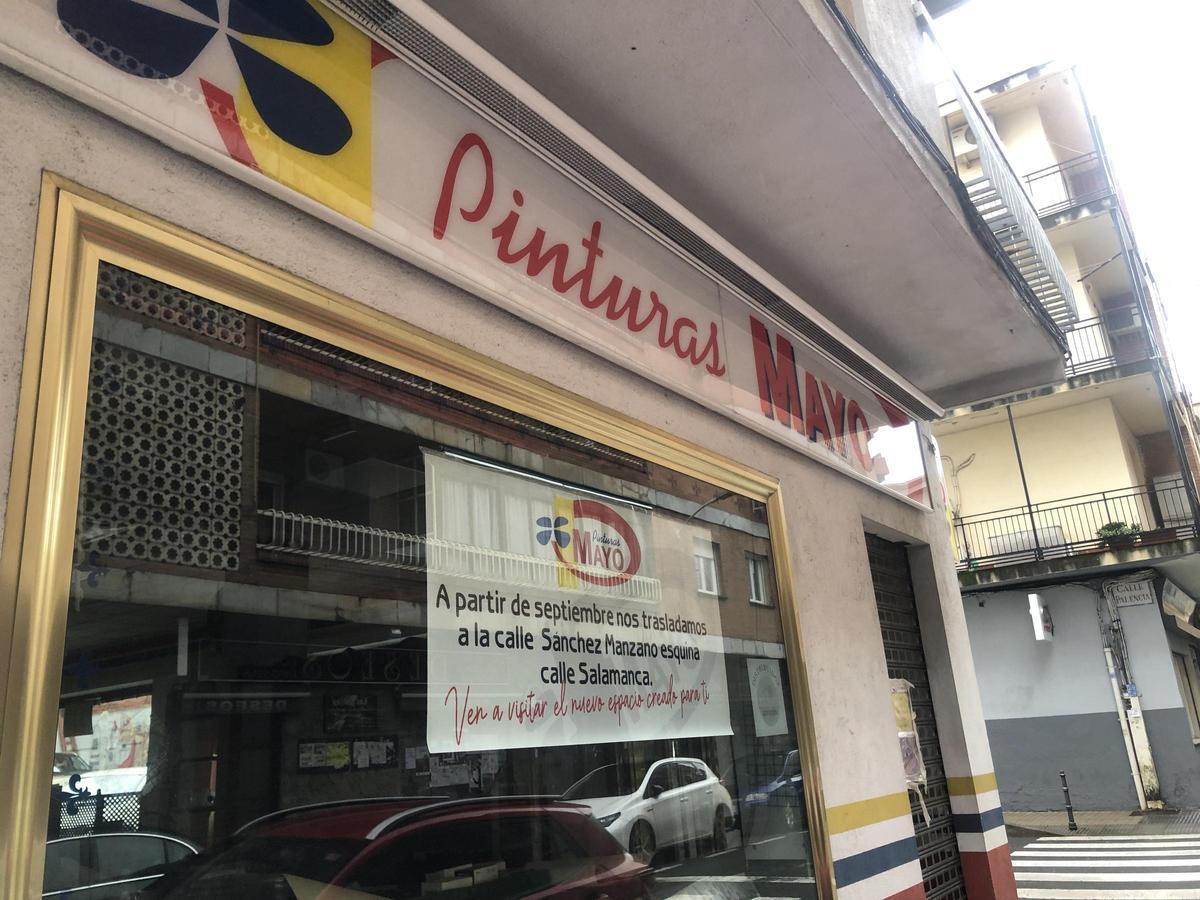 Pinturas MAYO
Pinturas
MAYO
A partir de septiembre nos trasladamos
a la calle Sánchez Manzano esquina
calle Salamanca.
Ven a visitar el nuevo espacio creado para ti
CALLE
PALENCIA